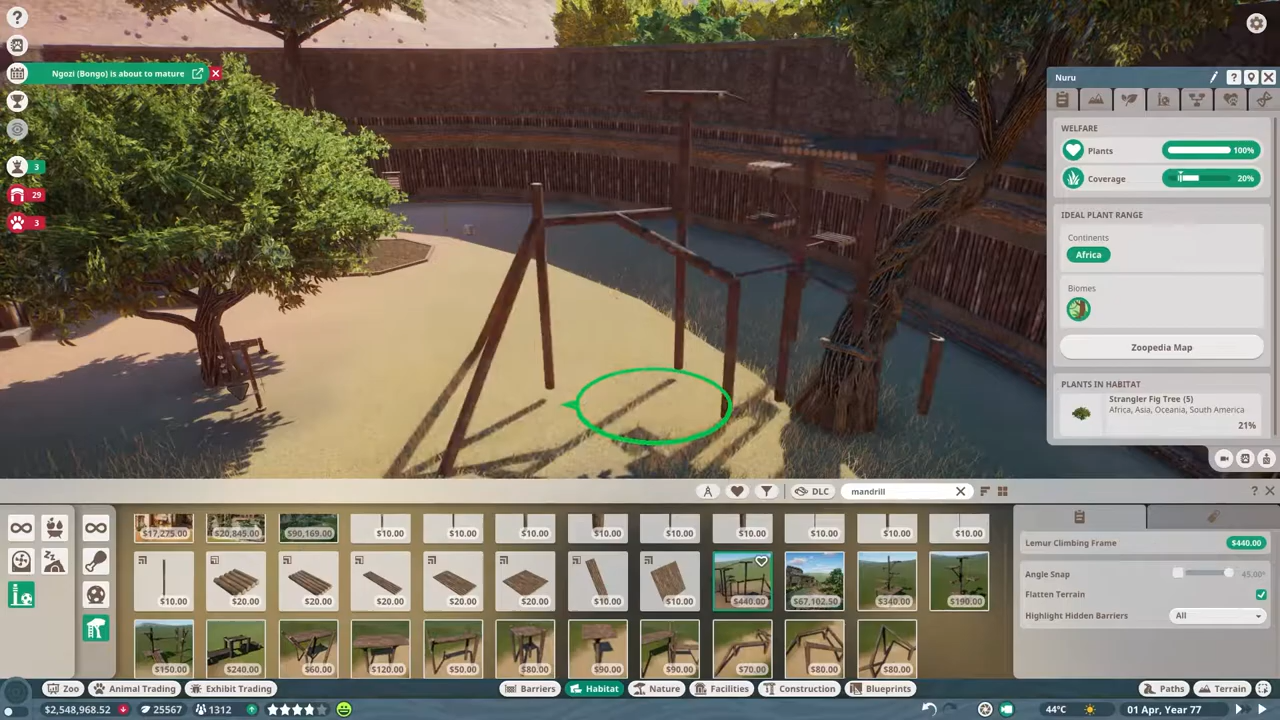 ?
Ngozi (Bongo) is about to mature
3
29
3
Nuru
?
WELFARE
Plants
100%
Coverage
20%
IDEAL PLANT RANGE
Continents
Africa
Biomes
Zoopedia Map
PLANTS IN HABITAT
Strangler Fig Tree (5)
Africa, Asia, Oceania, South America
21%
DLC
mandrill
?
$17,275.00
$20,845.00
$90,169.00
$10.00
$10.00
$10.00
$10.00
$10.00
$10.00
$10.00
$10.00
$10.00
$10.00
$20.00
$20.00
$20.00
$20.00
$20.00
$10.00
$10.00
$440.00
$67,102.50
$340.00
$190.00
$150.00
$240.00
$60.00
$120.00
$50.00
$80.00
$90.00
$90.00
$70.00
$80.00
$80.00
Lemur Climbing Frame
$440.00
Angle Snap
45.00°
Flatten Terrain
Highlight Hidden Barriers
All
Zoo
Animal Trading
Exhibit Trading
Barriers
Habitat
Nature
Facilities
Construction
Blueprints
Paths
Terrain
$2,548,968.52
25567
1312
44°C
01 Apr, Year 77